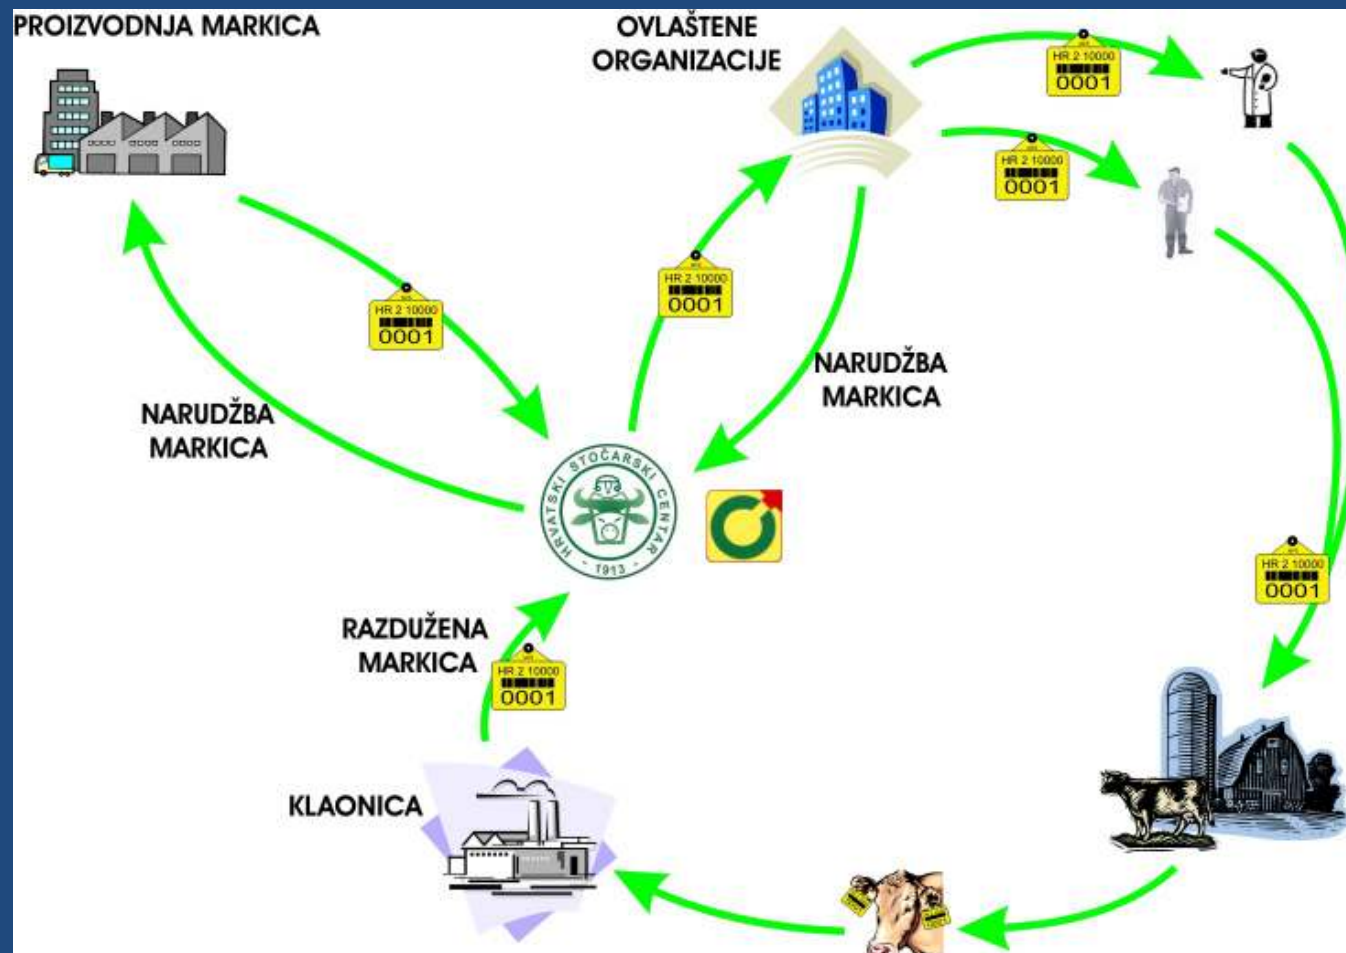 PROIZVODNJA MARKICA
OVLAŠTENE
ORGANIZACIJE
HR 2 10000
0001
HR 2 10000
0001
HR 2 10000
0001
HR 2 10000
0001
NARUDŽBA
MARKICA
NARUDŽBA
MARKICA
HRVATSKI STOČARSKI CENTAR
- 1913 -
HR 2 10000
0001
RAZDUŽENA
MARKICA
HR 2 10000
0001
KLAONICA